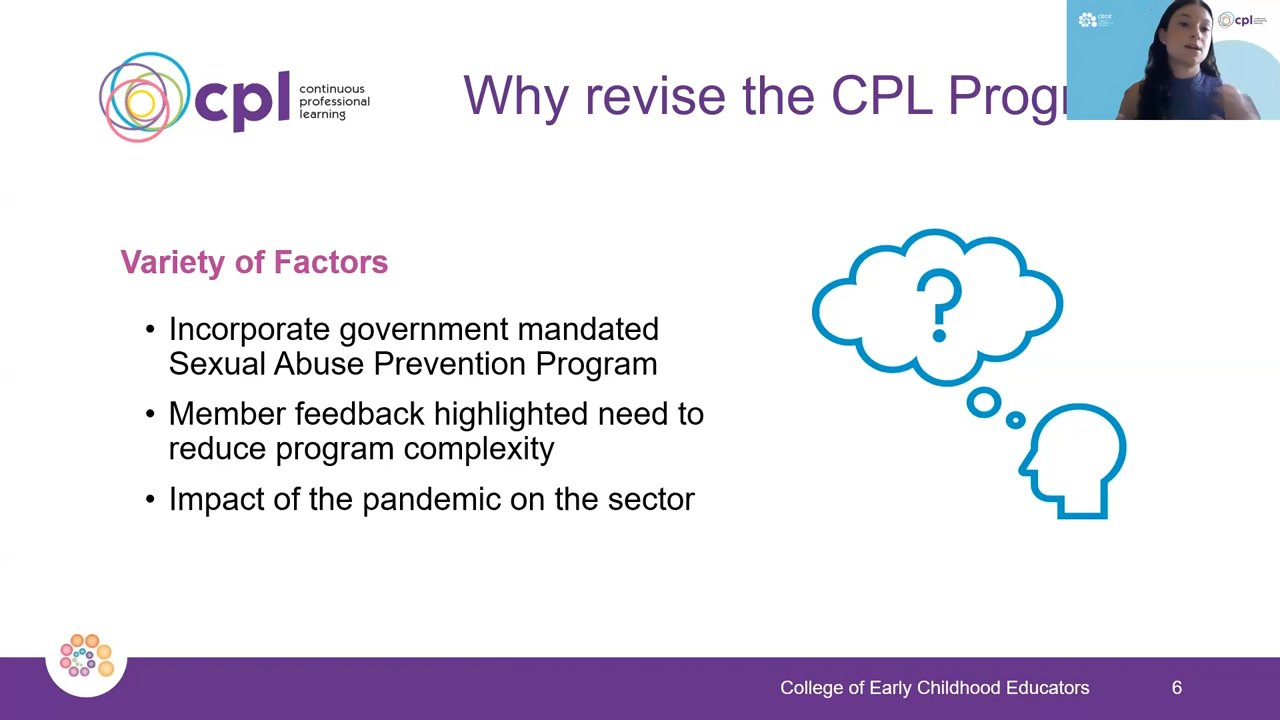 cpl
continuous
professional
learning
Why revise the CPL Progr
CECE
cpl
Variety of Factors
?
• Incorporate government mandated
Sexual Abuse Prevention Program
• Member feedback highlighted need to
reduce program complexity
• Impact of the pandemic on the sector
College of Early Childhood Educators
6